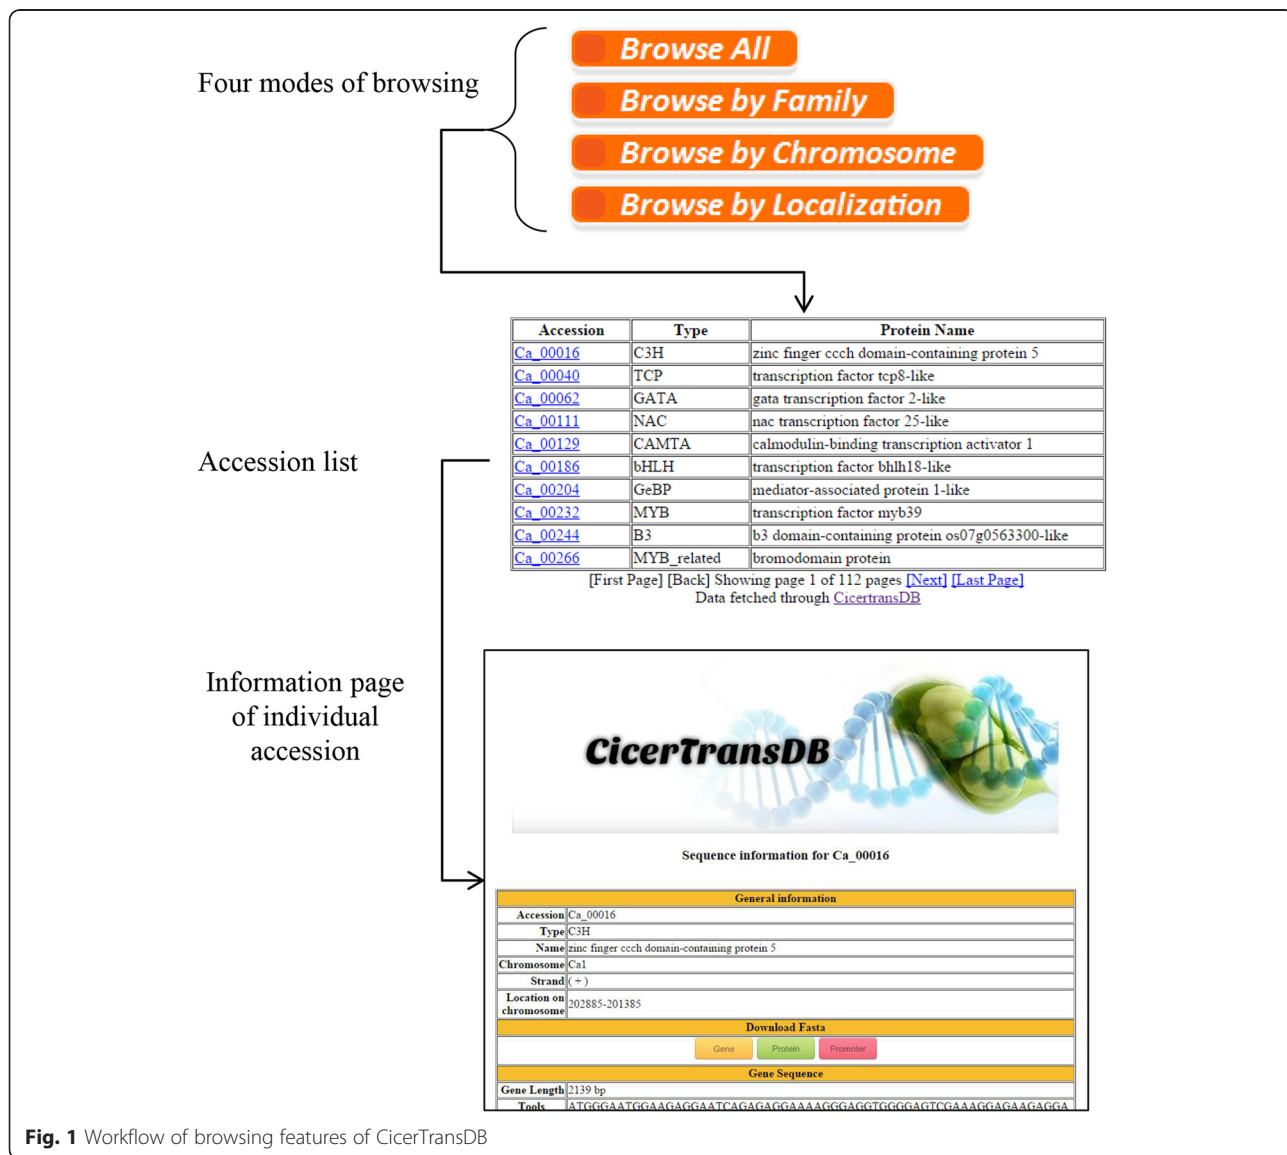 Four modes of browsing
Browse All
Browse by Family
Browse by Chromosome
Browse by Localization
Accession list
Accession Type Protein Name
Ca_00016 C3H zinc finger ccch domain-containing protein 5
Ca_00040 TCP transcription factor tcp8-like
Ca_00062 GATA gata transcription factor 2-like
Ca_00111 NAC nac transcription factor 25-like
Ca_00129 CAMTA calmodulin-binding transcription activator 1
Ca_00186 bHLH transcription factor bhlh18-like
Ca_00204 GeBP mediator-associated protein 1-like
Ca_00232 MYB transcription factor myb39
Ca_00244 B3 b3 domain-containing protein os07g0563300-like
Ca_00266 MYB_related bromodomain protein
[First Page] [Back] Showing page 1 of 112 pages [Next] [Last Page]
Data fetched through CicertransDB
Information page
of individual
accession
CicerTransDB
Sequence information for Ca_00016
General information
Accession Ca_00016
Type C3H
Name zinc finger ccch domain-containing protein 5
Chromosome Ca1
Strand ( + )
Location on
chromosome 202885-201385
Download Fasta
Gene Protein Promoter
Gene Sequence
Gene Length 2139 bp
Tools ATGGGAATGGAAGAGGAATCAGAGAGGAAAAGGGAGGTGGGGAGTCGAAAGGAGAAGAGGA
Fig. 1 Workflow of browsing features of CicerTransDB